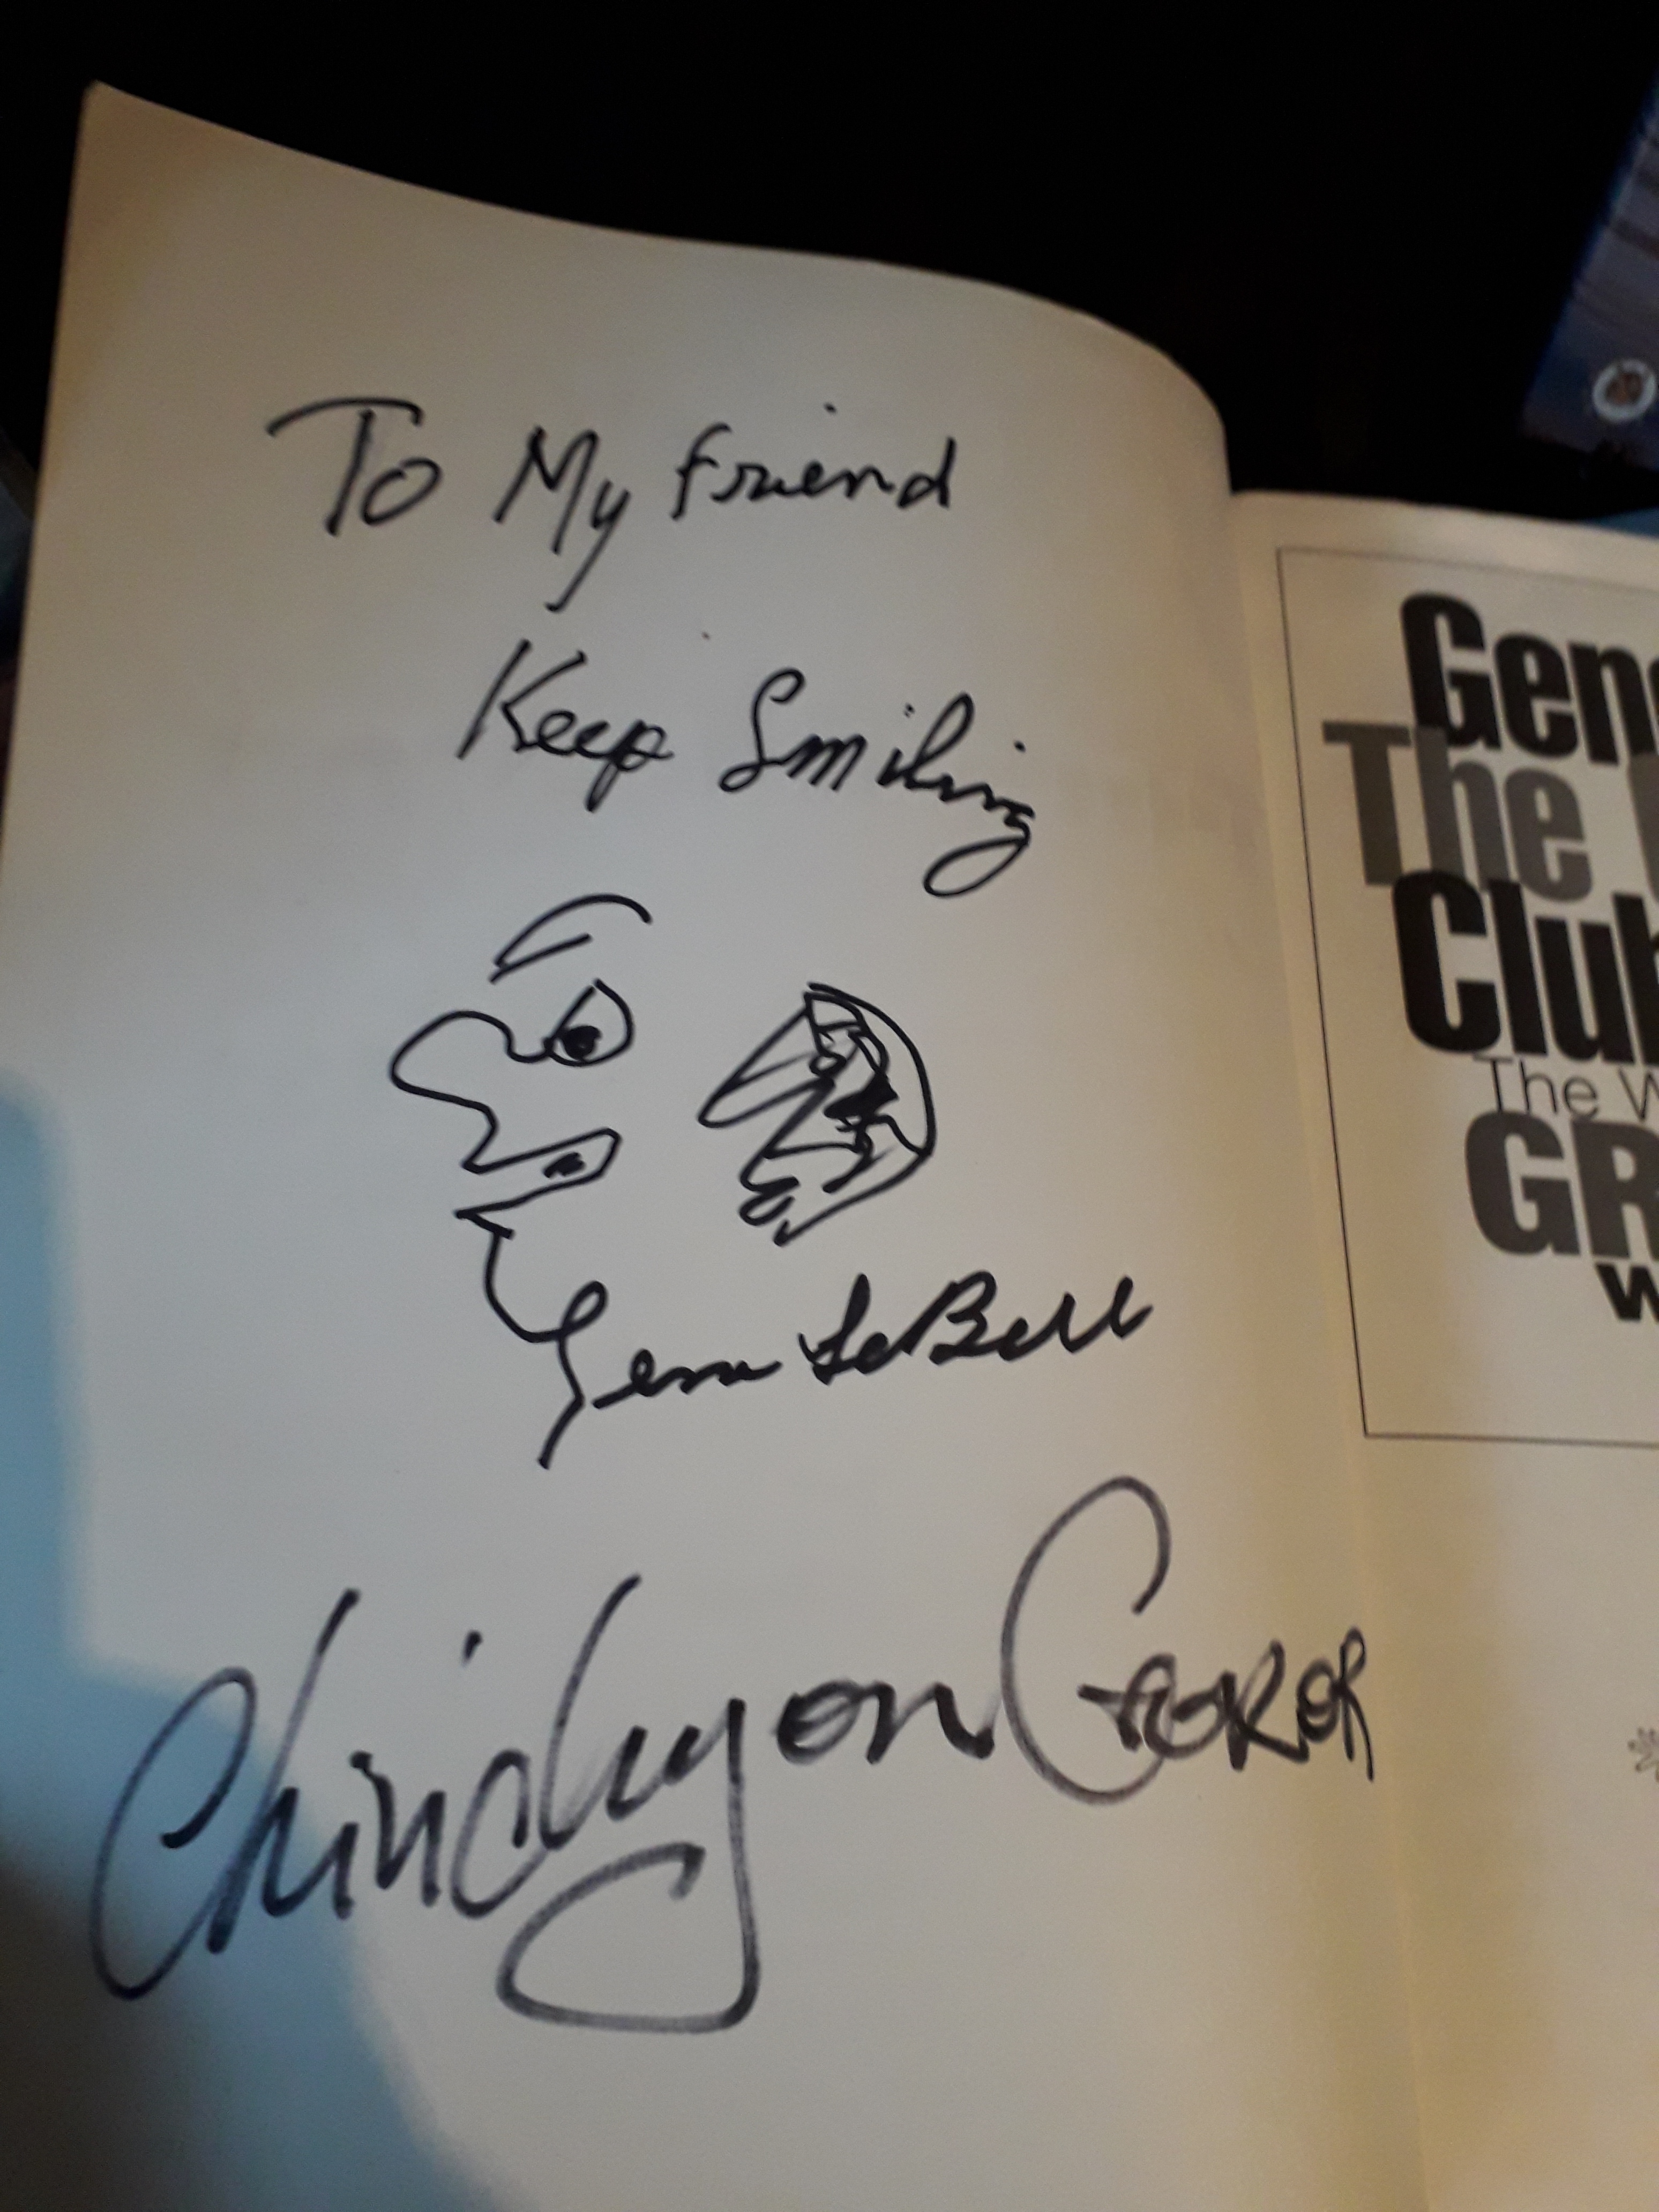 To My friend
Keep Smiling
Gene LeBell
Gene
The
Club
The W
GR
W